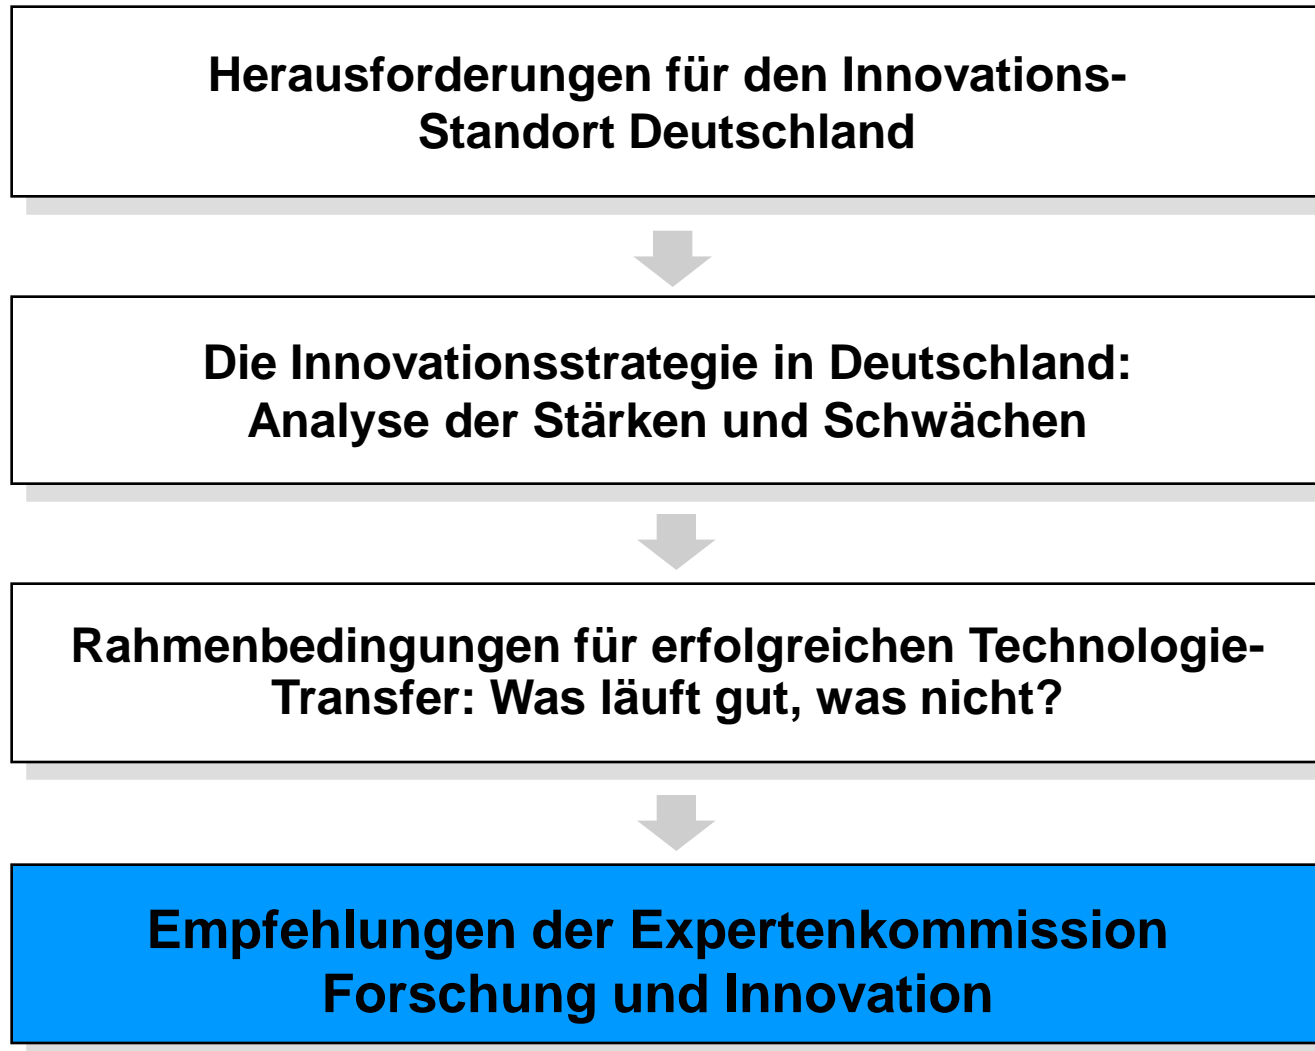 Herausforderungen für den Innovations-
Standort Deutschland
Die Innovationsstrategie in Deutschland:
Analyse der Stärken und Schwächen
Rahmenbedingungen für erfolgreichen Technologie-
Transfer: Was läuft gut, was nicht?
Empfehlungen der Expertenkommission
Forschung und Innovation